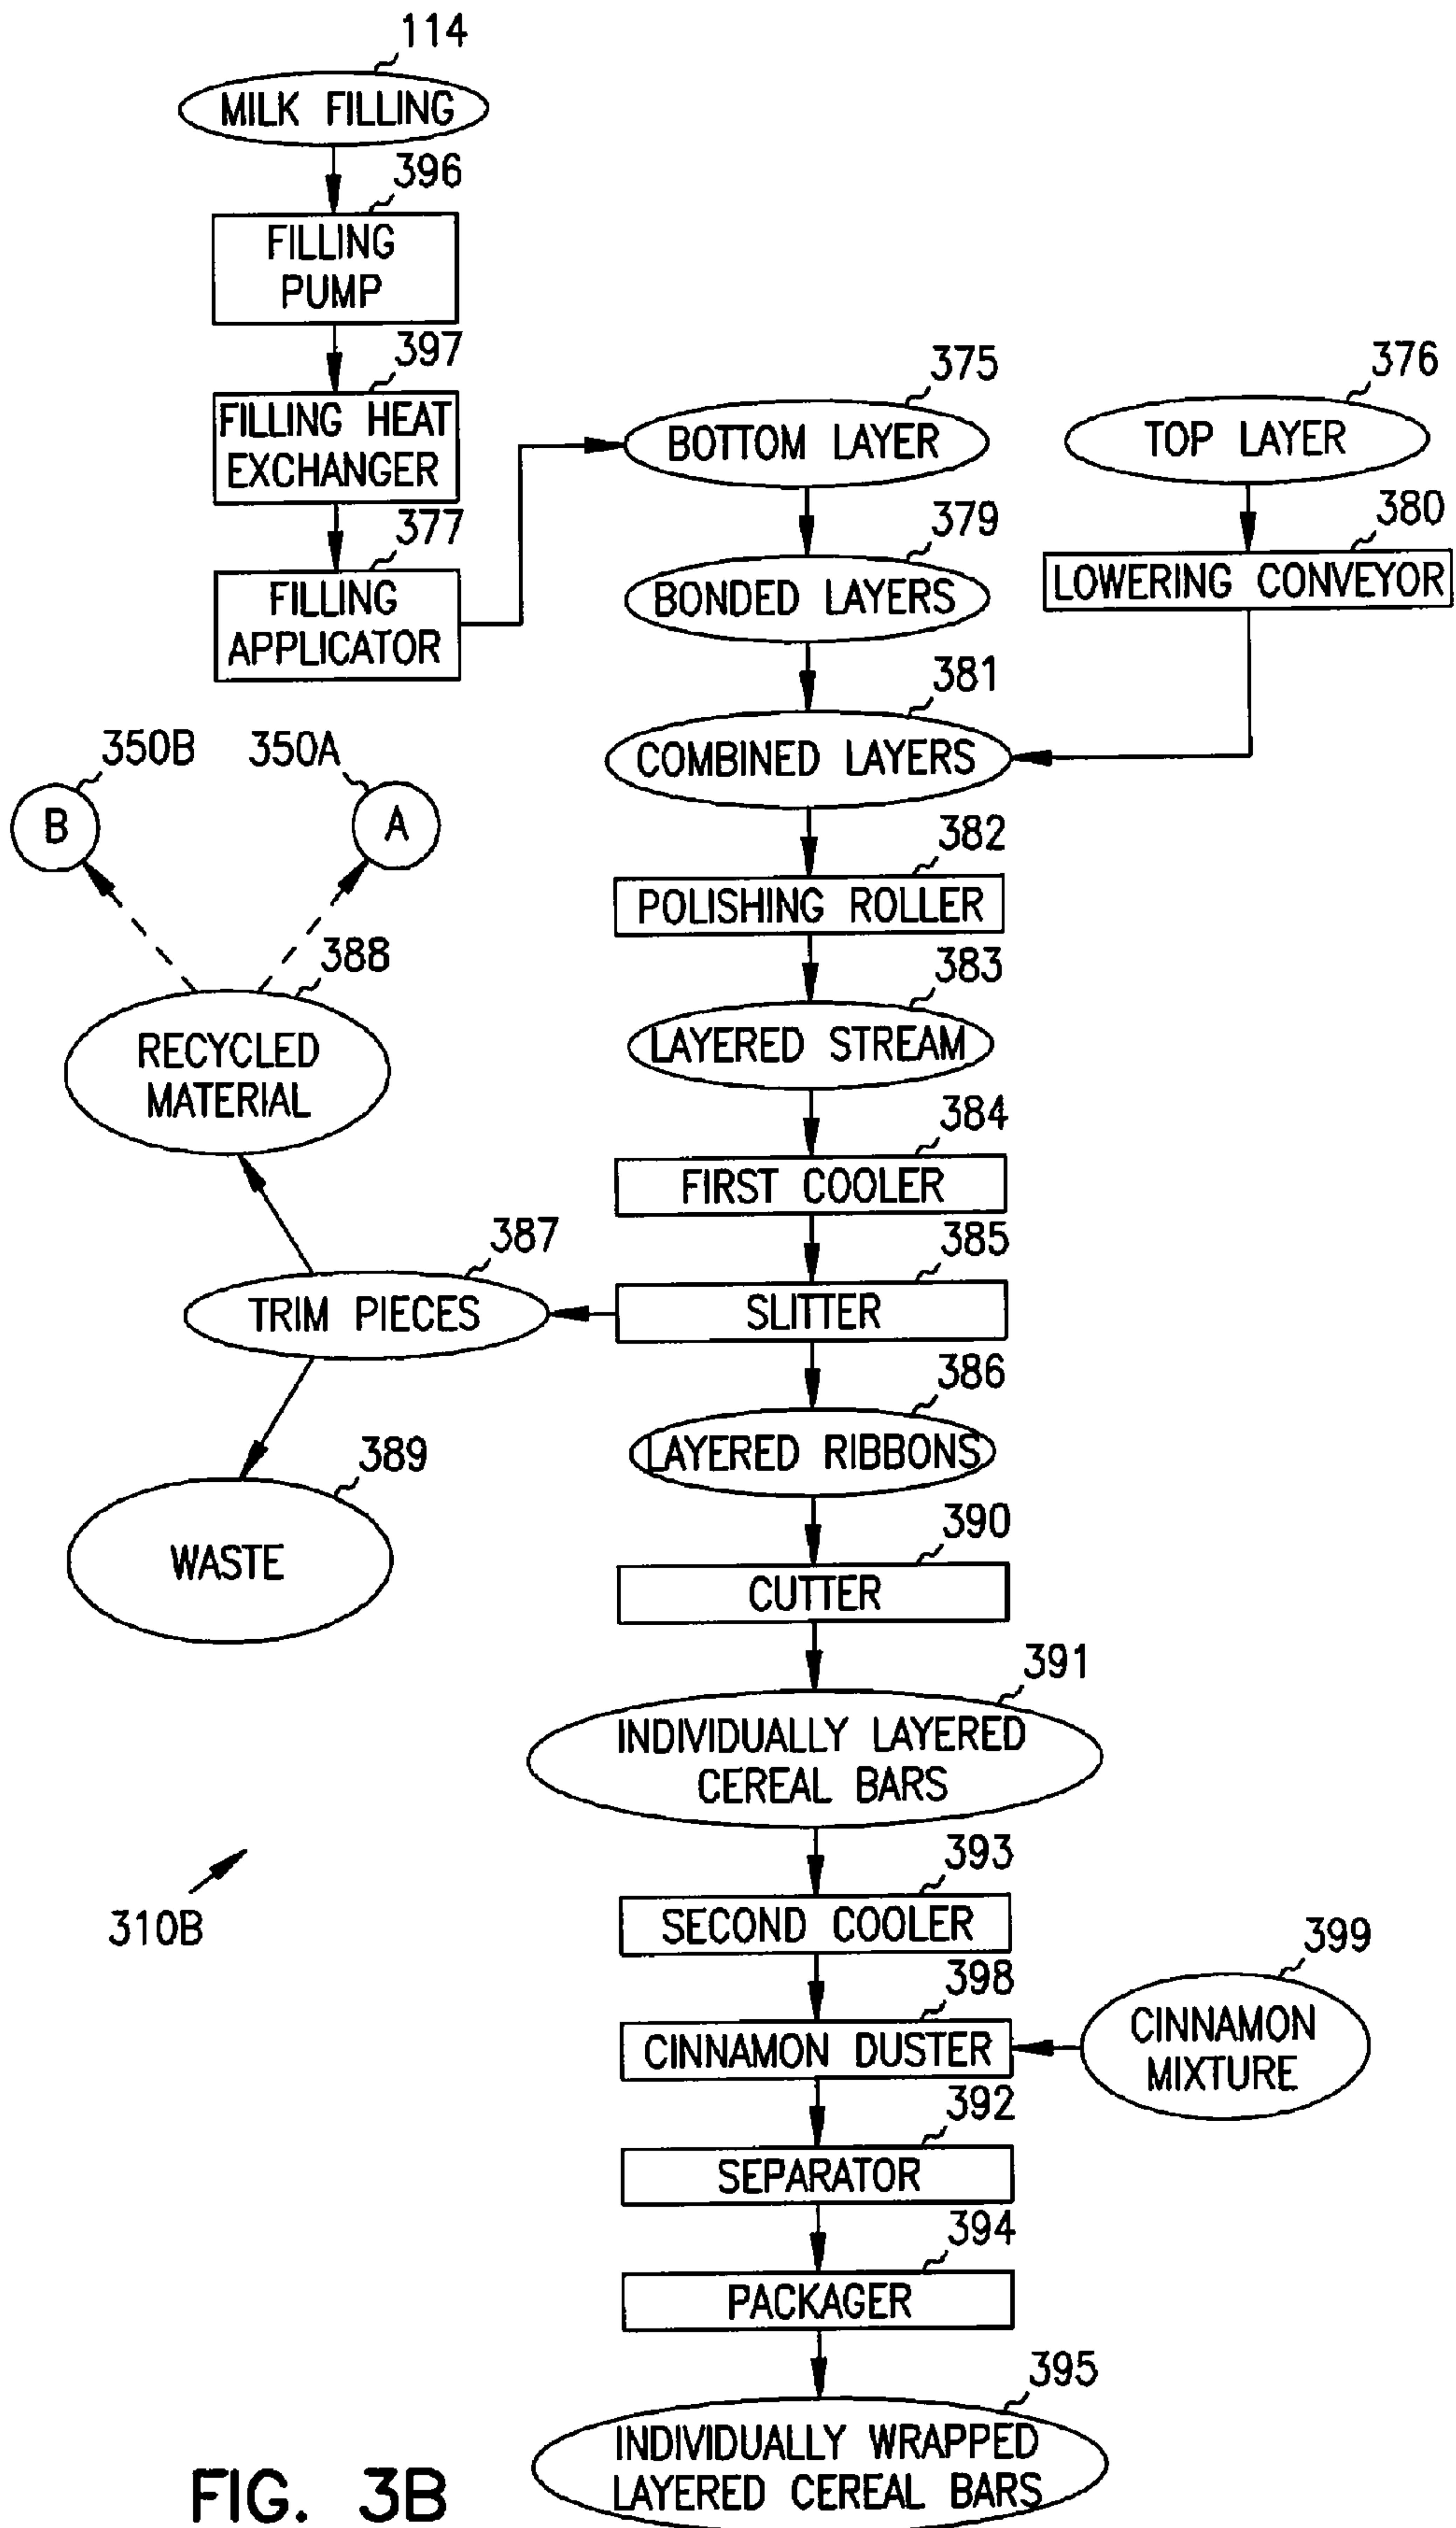 114
MILK FILLING
396
FILLING
PUMP
397
FILLING HEAT
EXCHANGER
377
FILLING
APPLICATOR
375
BOTTOM LAYER
376
TOP LAYER
379
BONDED LAYERS
380
LOWERING CONVEYOR
381
COMBINED LAYERS
350B
350A
B
A
382
POLISHING ROLLER
388
RECYCLED
MATERIAL
383
LAYERED STREAM
384
FIRST COOLER
387
TRIM PIECES
385
SLITTER
386
LAYERED RIBBONS
389
WASTE
390
CUTTER
391
INDIVIDUALLY LAYERED
CEREAL BARS
310B
393
SECOND COOLER
399
CINNAMON
MIXTURE
398
CINNAMON DUSTER
392
SEPARATOR
394
PACKAGER
395
INDIVIDUALLY WRAPPED
LAYERED CEREAL BARS
FIG. 3B